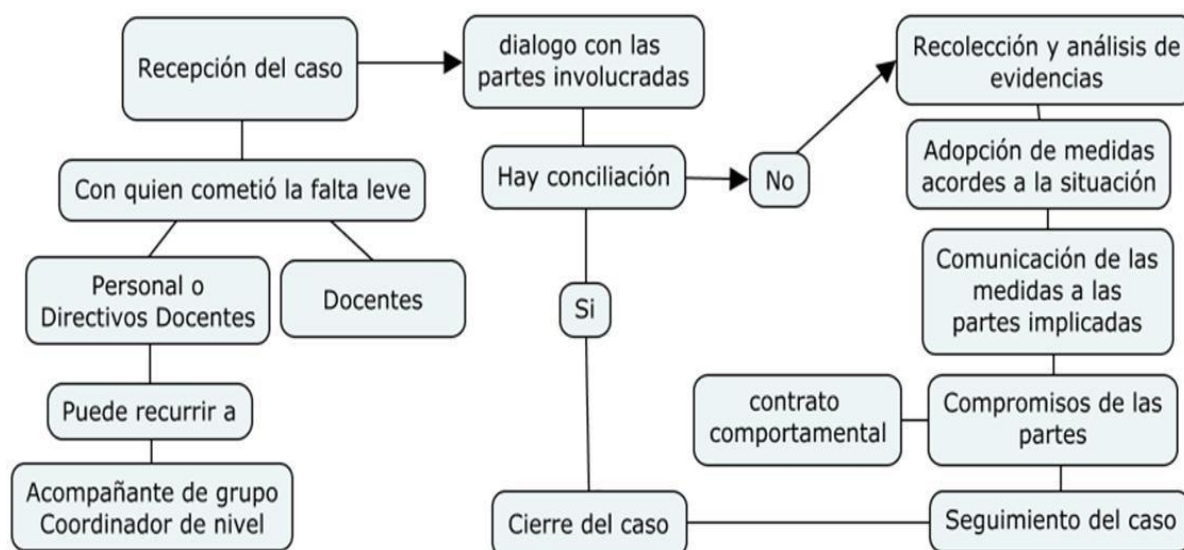 Recepción del caso
dialogo con las
partes involucradas
Recolección y análisis de
evidencias
Con quien cometió la falta leve
Hay conciliación
No
Adopción de medidas
acordes a la situación
Personal o
Directivos Docentes
Docentes
Si
Comunicación de las
medidas a las
partes implicadas
Puede recurrir a
contrato
comportamental
Compromisos de las
partes
Acompañante de grupo
Coordinador de nivel
Cierre del caso
Seguimiento del caso